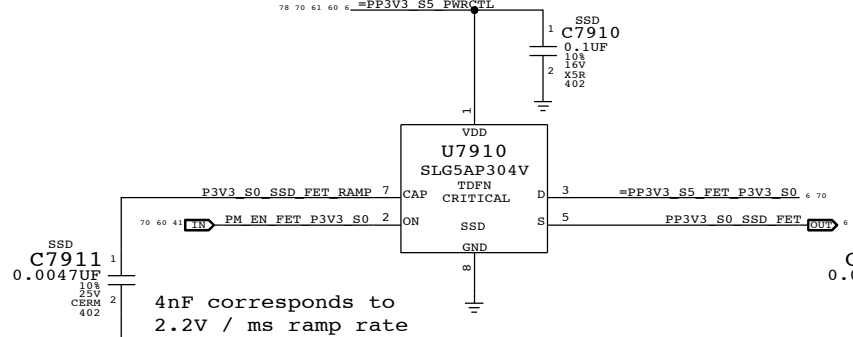 78 70 61 60 6 =PP3V3_S5_PWRCTL
SSD
1 C7910
0.1UF
10%
16V
2 X5R
402
1
VDD
U7910
SLG5AP304V
TDFN
CRITICAL
P3V3_S0_SSD_FET_RAMP 7 CAP
D 3 =PP3V3_S5_FET_P3V3_S0 6 70
70 60 41 IN PM_EN_FET_P3V3_S0 2 ON
SSD
S 5 PP3V3_S0_SSD_FET OUT 6
GND
8
SSD
C7911 1
0.0047UF
10%
25V
CERM 2
402
4nF corresponds to
2.2V / ms ramp rate
C
0.0